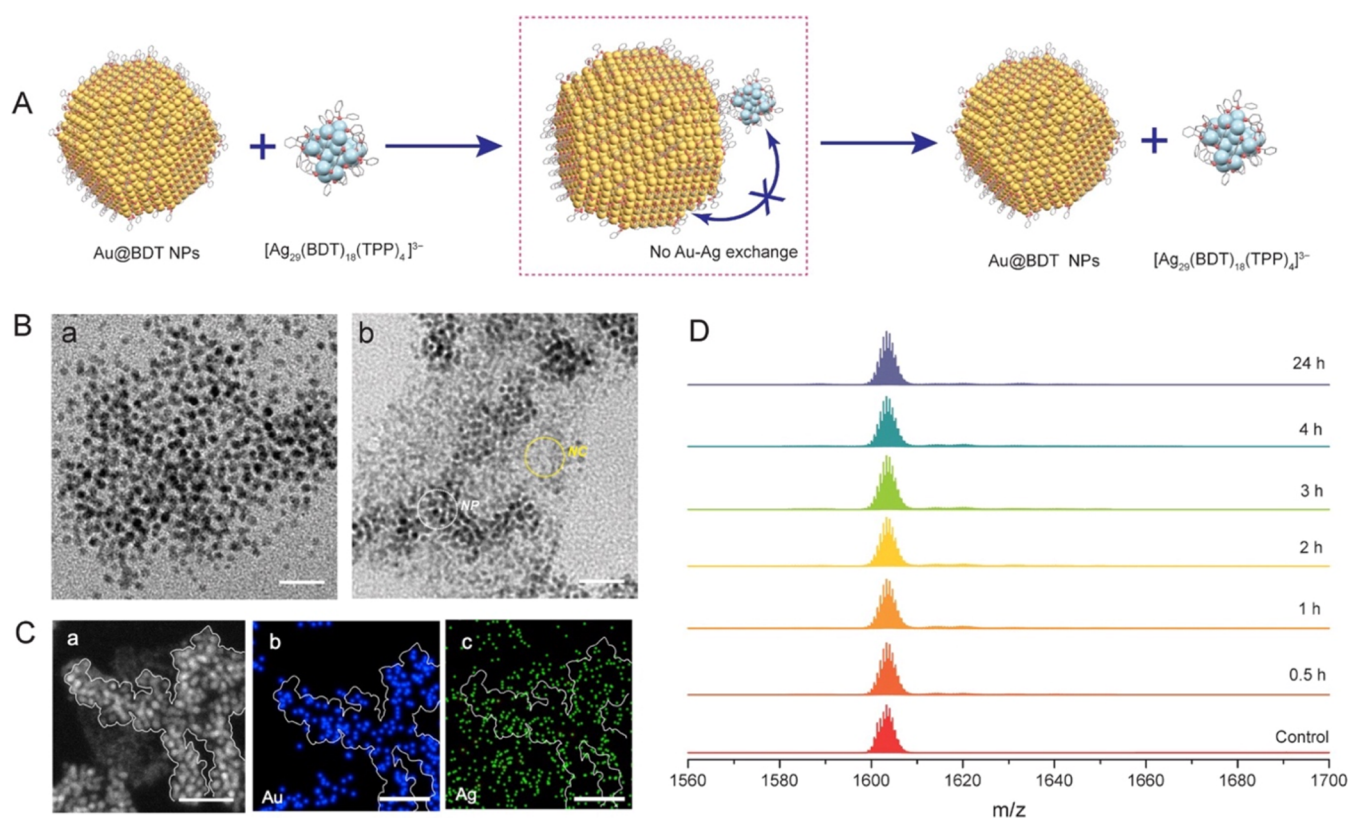 A
Au@BDT NPs
+
[Ag₂₉(BDT)₁₈(TPP)₄]³⁻
No Au-Ag exchange
Au@BDT NPs
+
[Ag₂₉(BDT)₁₈(TPP)₄]³⁻
B
a
b
NC
NP
C
a
b
Au
c
Ag
D
24 h
4 h
3 h
2 h
1 h
0.5 h
Control
1560 1580 1600 1620 1640 1660 1680 1700
m/z